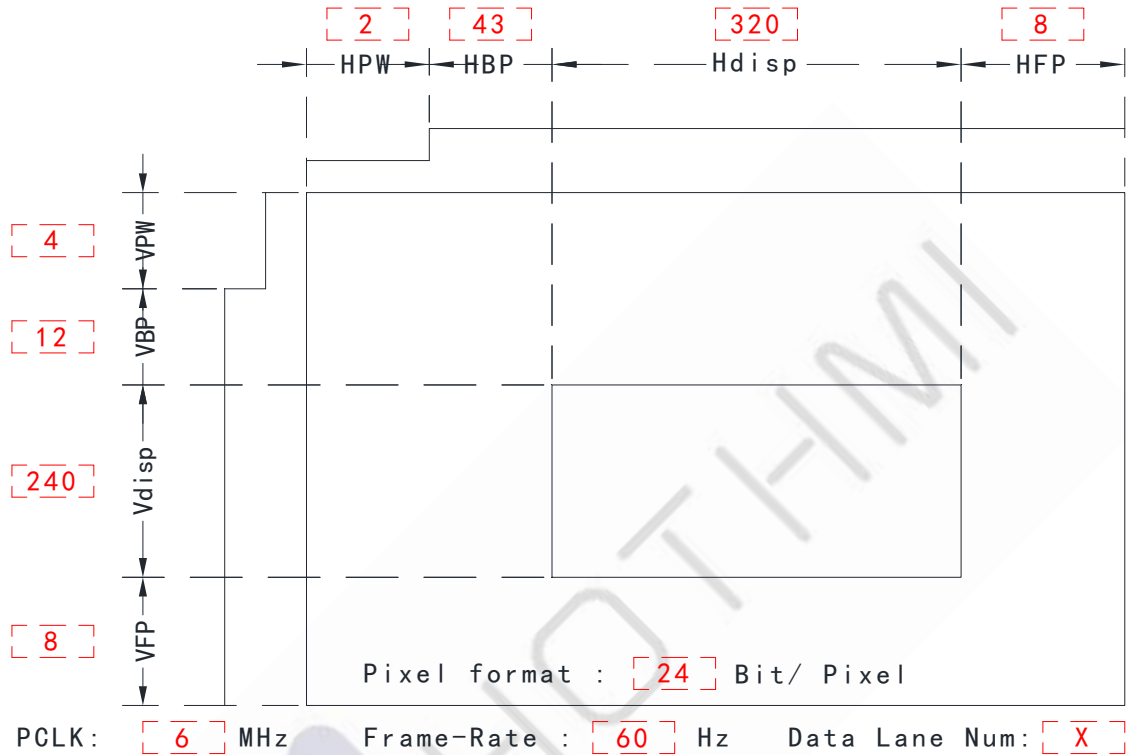 2 43 320 8
HPW HBP Hdisp HFP
4 VPW
12 VBP
240 Vdisp
8 VFP
Pixel format : 24 Bit/ Pixel
PCLK: 6 MHz Frame-Rate : 60 Hz Data Lane Num: X
HOTHMI